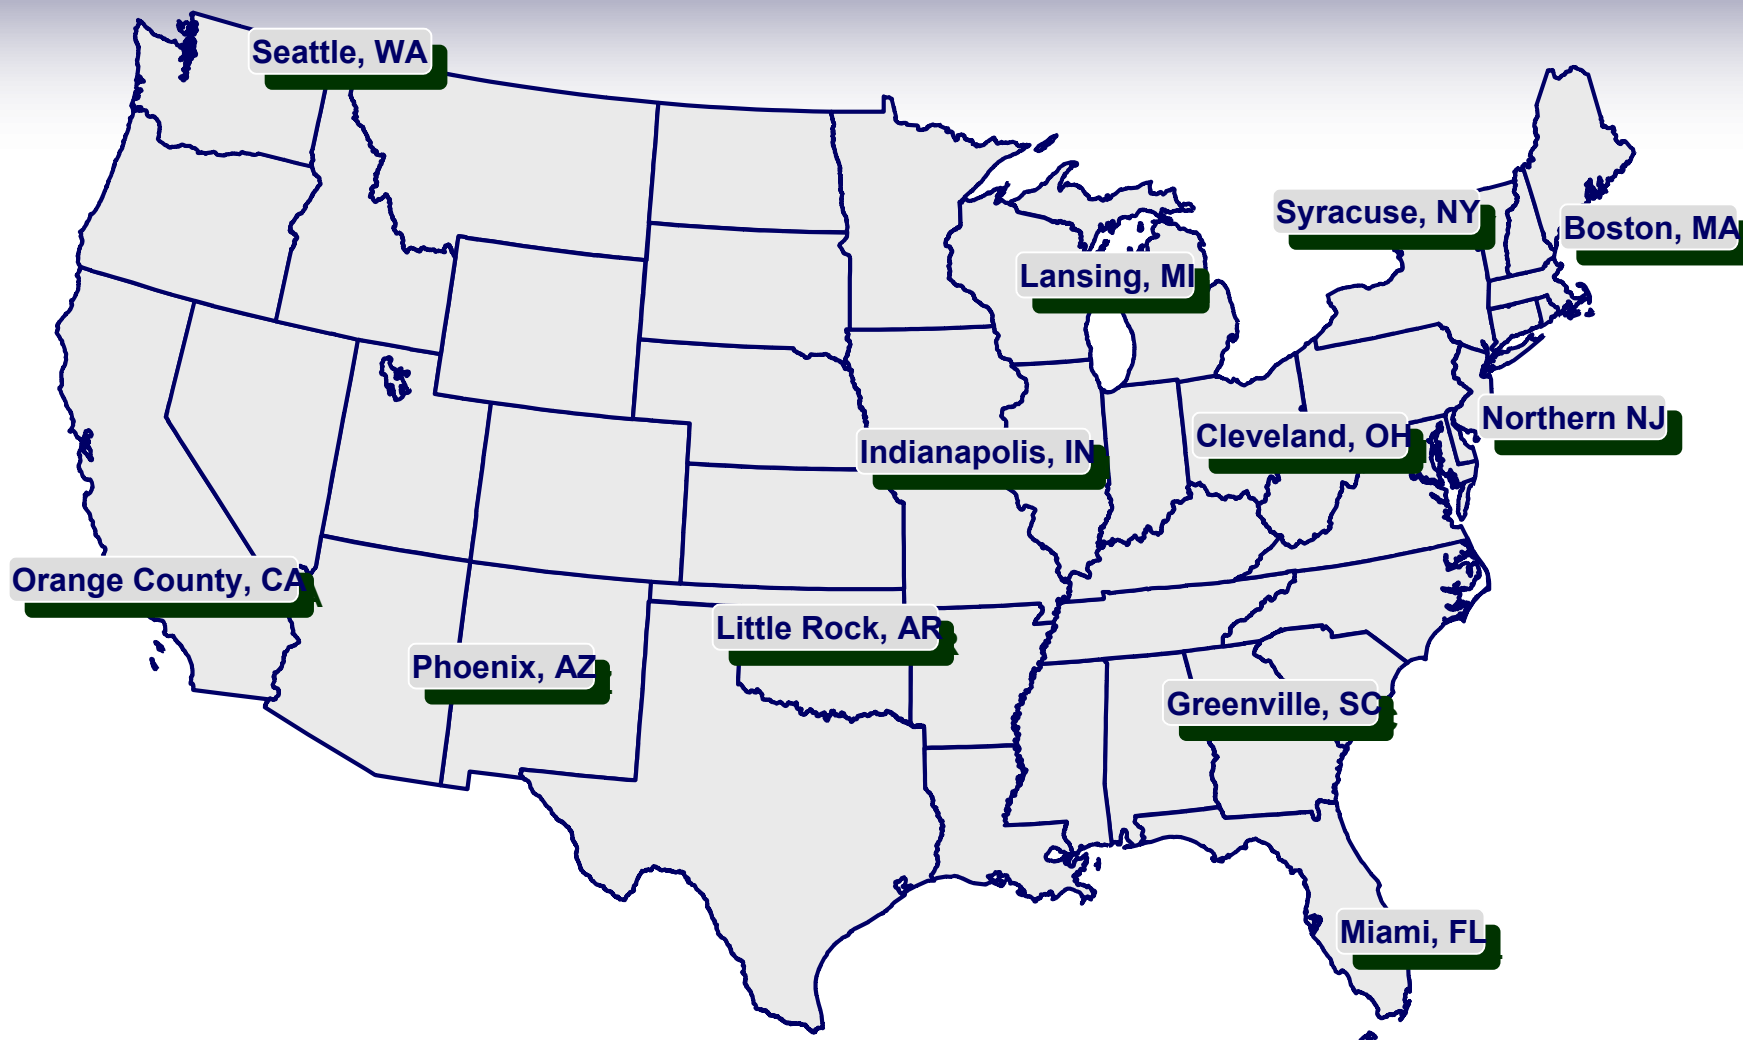 Seattle, WA
Syracuse, NY
Boston, MA
Lansing, MI
Northern NJ
Cleveland, OH
Indianapolis, IN
Orange County, CA
Little Rock, AR
Phoenix, AZ
Greenville, SC
Miami, FL